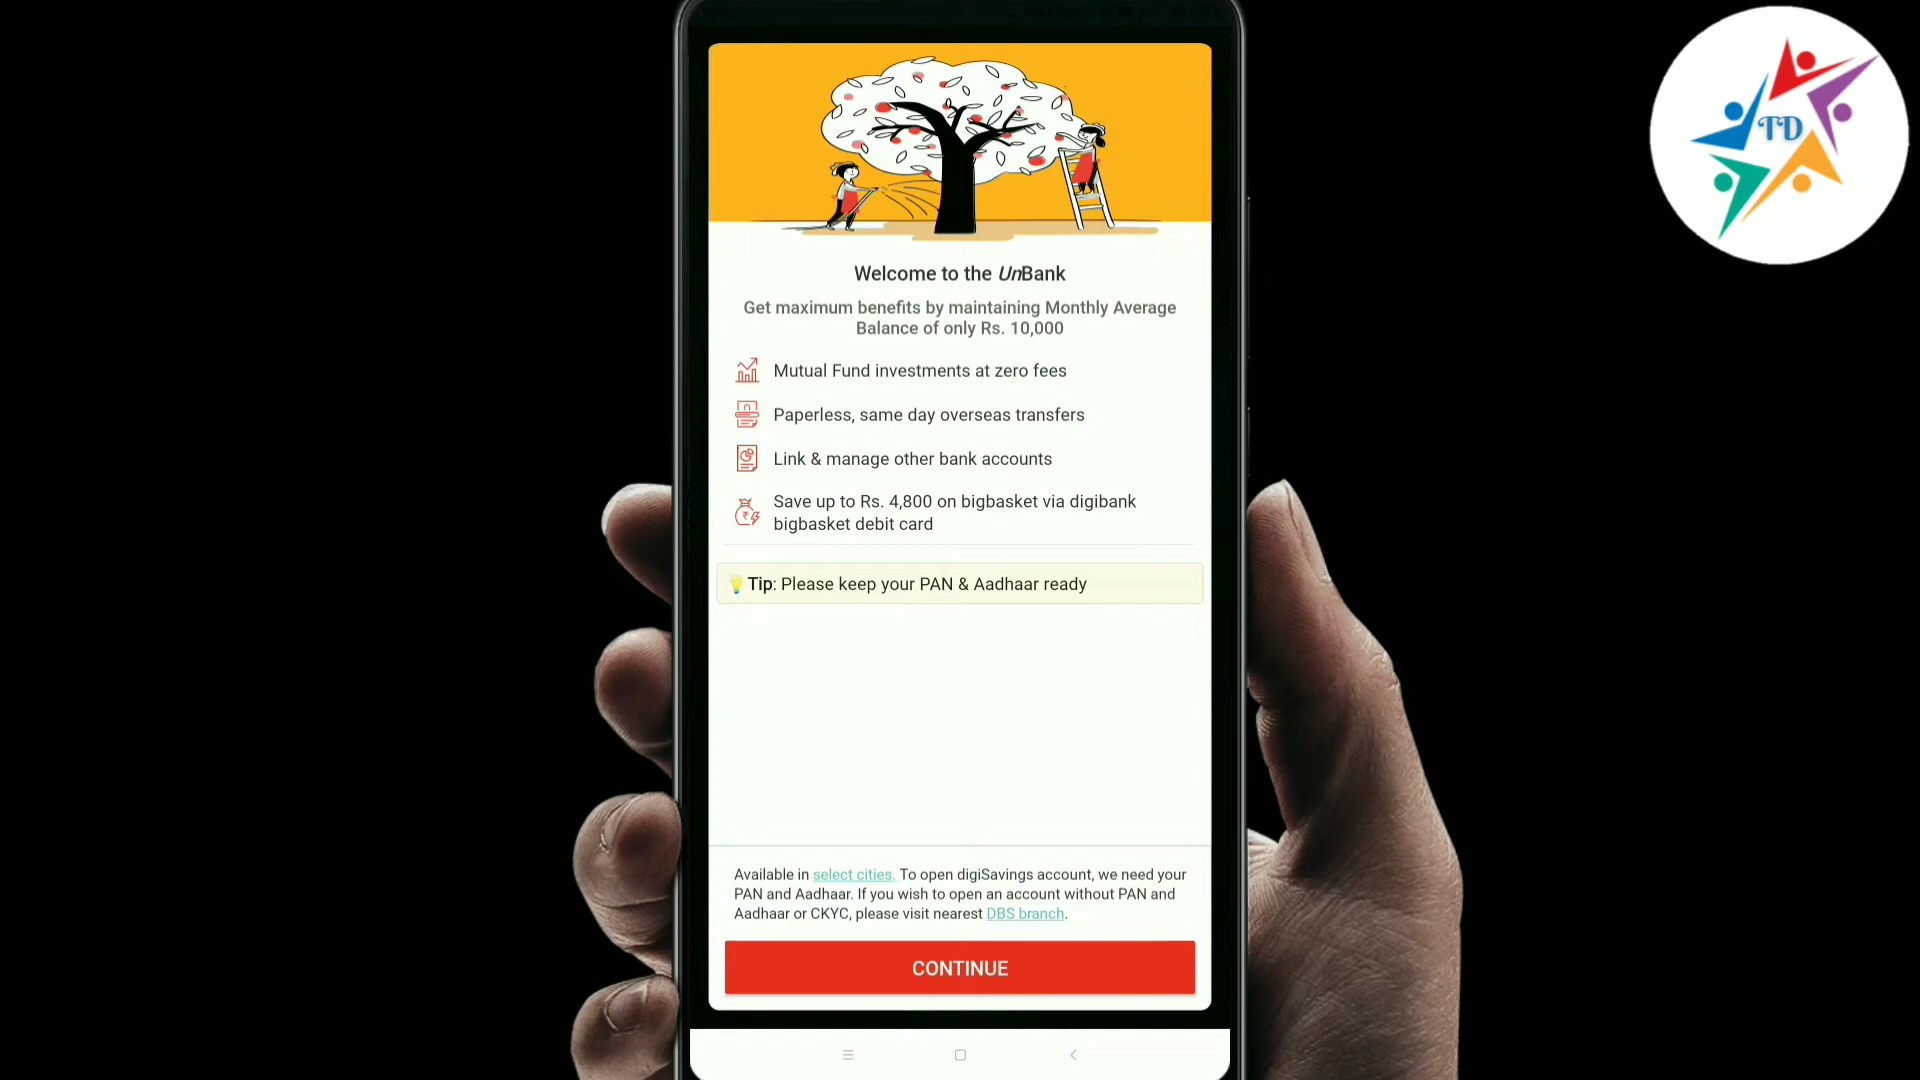 TD
Welcome to the UnBank
Get maximum benefits by maintaining Monthly Average
Balance of only Rs. 10,000
Mutual Fund investments at zero fees
Paperless, same day overseas transfers
Link & manage other bank accounts
Save up to Rs. 4,800 on bigbasket via digibank
bigbasket debit card
Tip: Please keep your PAN & Aadhaar ready
Available in select cities. To open digiSavings account, we need your
PAN and Aadhaar. If you wish to open an account without PAN and
Aadhaar or CKYC, please visit nearest DBS branch.
CONTINUE